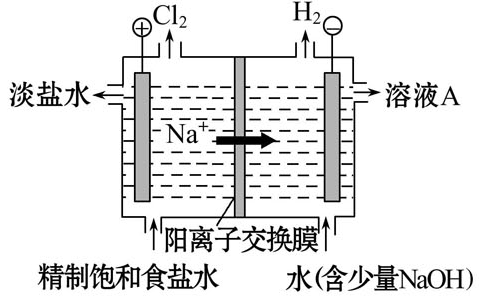 ⊕ Cl₂ H₂ ⊖
淡盐水 溶液A
Na⁺
阳离子交换膜
精制饱和食盐水 水(含少量NaOH)